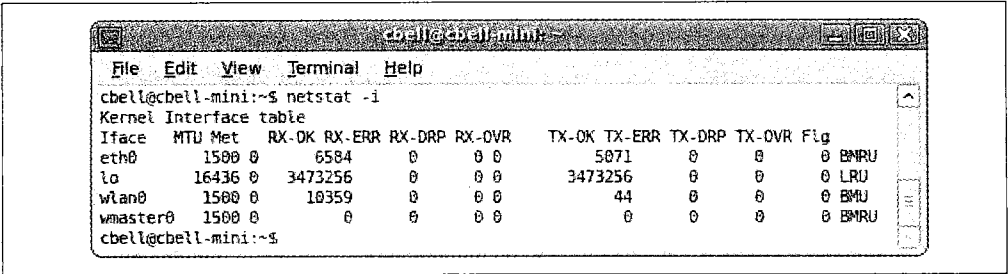 cbell@cbell-mini: ~
File Edit View Terminal Help
cbell@cbell-mini:~$ netstat -i
Kernel Interface table
Iface MTU Met RX-OK RX-ERR RX-DRP RX-OVR TX-OK TX-ERR TX-DRP TX-OVR Flg
eth0 1500 0 6584 0 0 0 5071 0 0 0 BMRU
lo 16436 0 3473256 0 0 0 3473256 0 0 0 LRU
wlan0 1500 0 10359 0 0 0 44 0 0 0 BMU
wmaster0 1500 0 0 0 0 0 0 0 0 0 BMRU
cbell@cbell-mini:~$